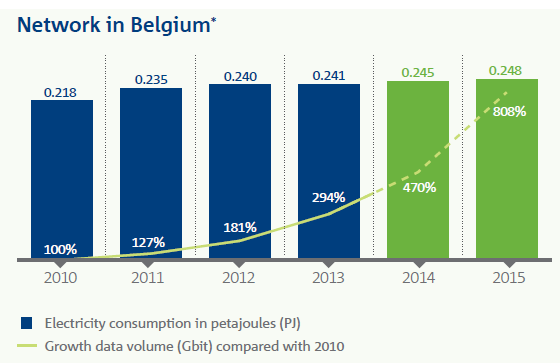 Network in Belgium*
0.218 0.235 0.240 0.241 0.245 0.248
100% 127% 181% 294% 470% 808%
2010 2011 2012 2013 2014 2015
Electricity consumption in petajoules (PJ)
Growth data volume (Gbit) compared with 2010